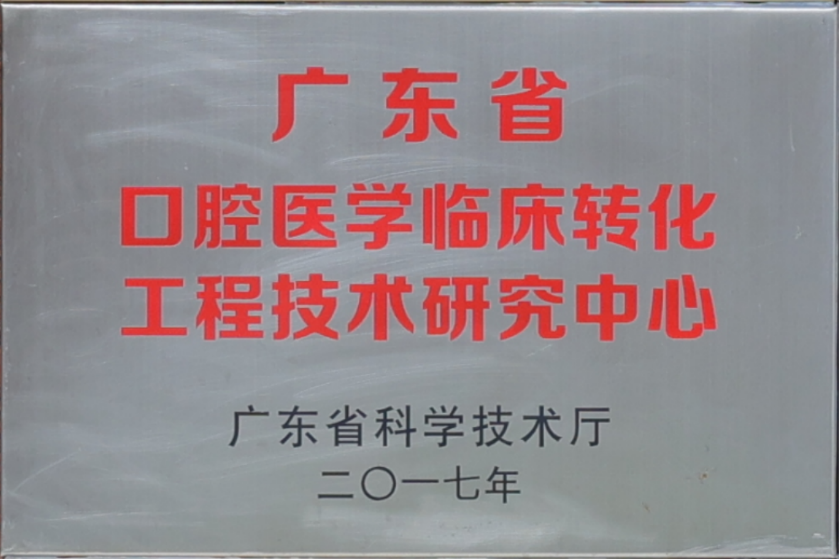 广东省
口腔医学临床转化
工程技术研究中心
广东省科学技术厅
二〇一七年